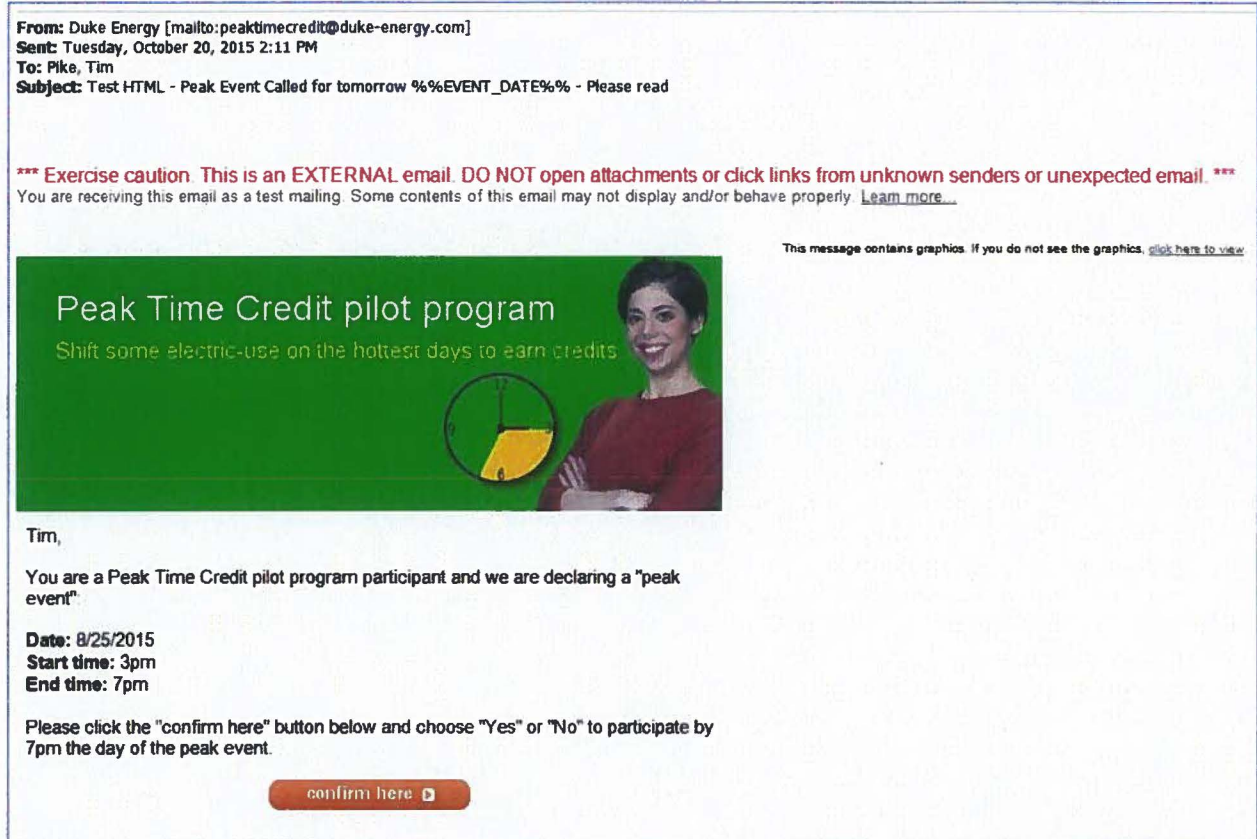 From: Duke Energy [mailto:peaktimecredit@duke-energy.com]
Sent: Tuesday, October 20, 2015 2:11 PM
To: Pike, Tim
Subject: Test HTML - Peak Event Called for tomorrow %%EVENT_DATE%% - Please read
*** Exercise caution. This is an EXTERNAL email. DO NOT open attachments or click links from unknown senders or unexpected email. ***
You are receiving this email as a test mailing. Some contents of this email may not display and/or behave properly. Learn more...
This message contains graphics. If you do not see the graphics, click here to view
Peak Time Credit pilot program
Shift some electric-use on the hottest days to earn credits
12
9 3
6
Tim,
You are a Peak Time Credit pilot program participant and we are declaring a "peak
event":
Date: 8/25/2015
Start time: 3pm
End time: 7pm
Please click the "confirm here" button below and choose "Yes" or "No" to participate by
7pm the day of the peak event.
confirm here